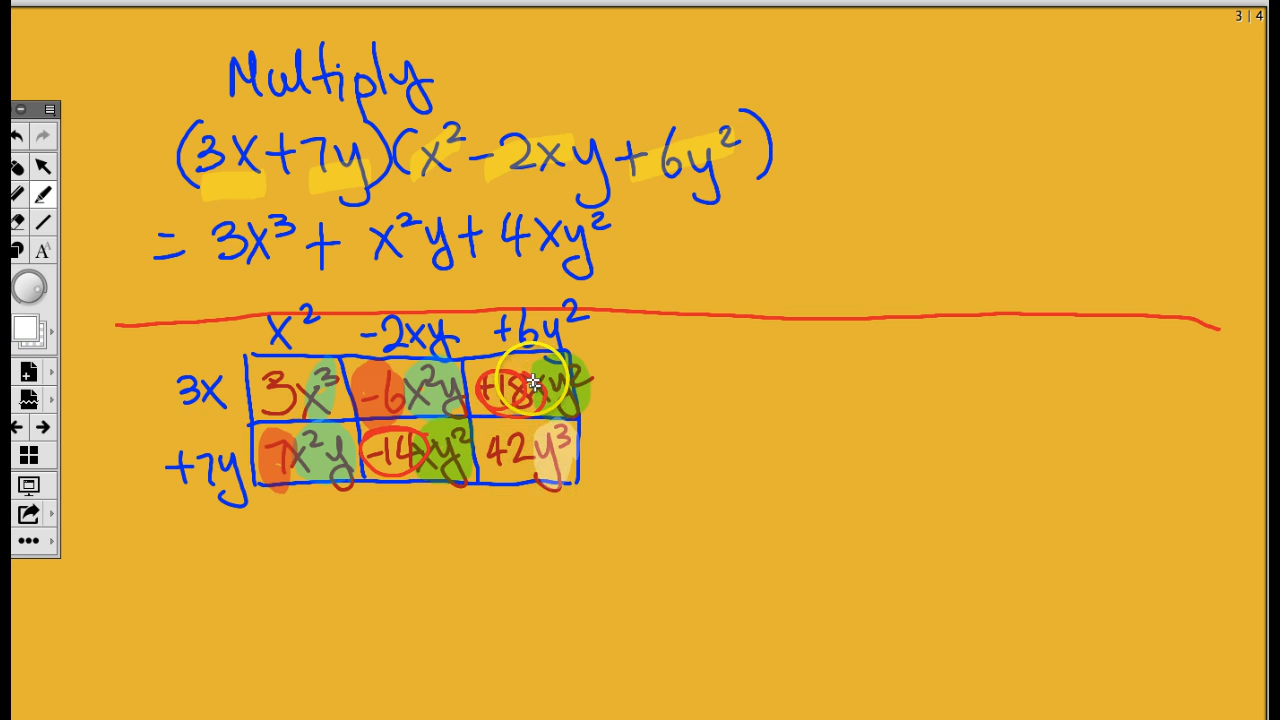 3 | 4
Multiply
(3x+7y)(x²-2xy+6y²)
= 3x³ + x²y + 4xy²
x² -2xy +6y²
3x 3x³ -6x²y +18xy²
+7y 7x²y -14xy² 42y³
A